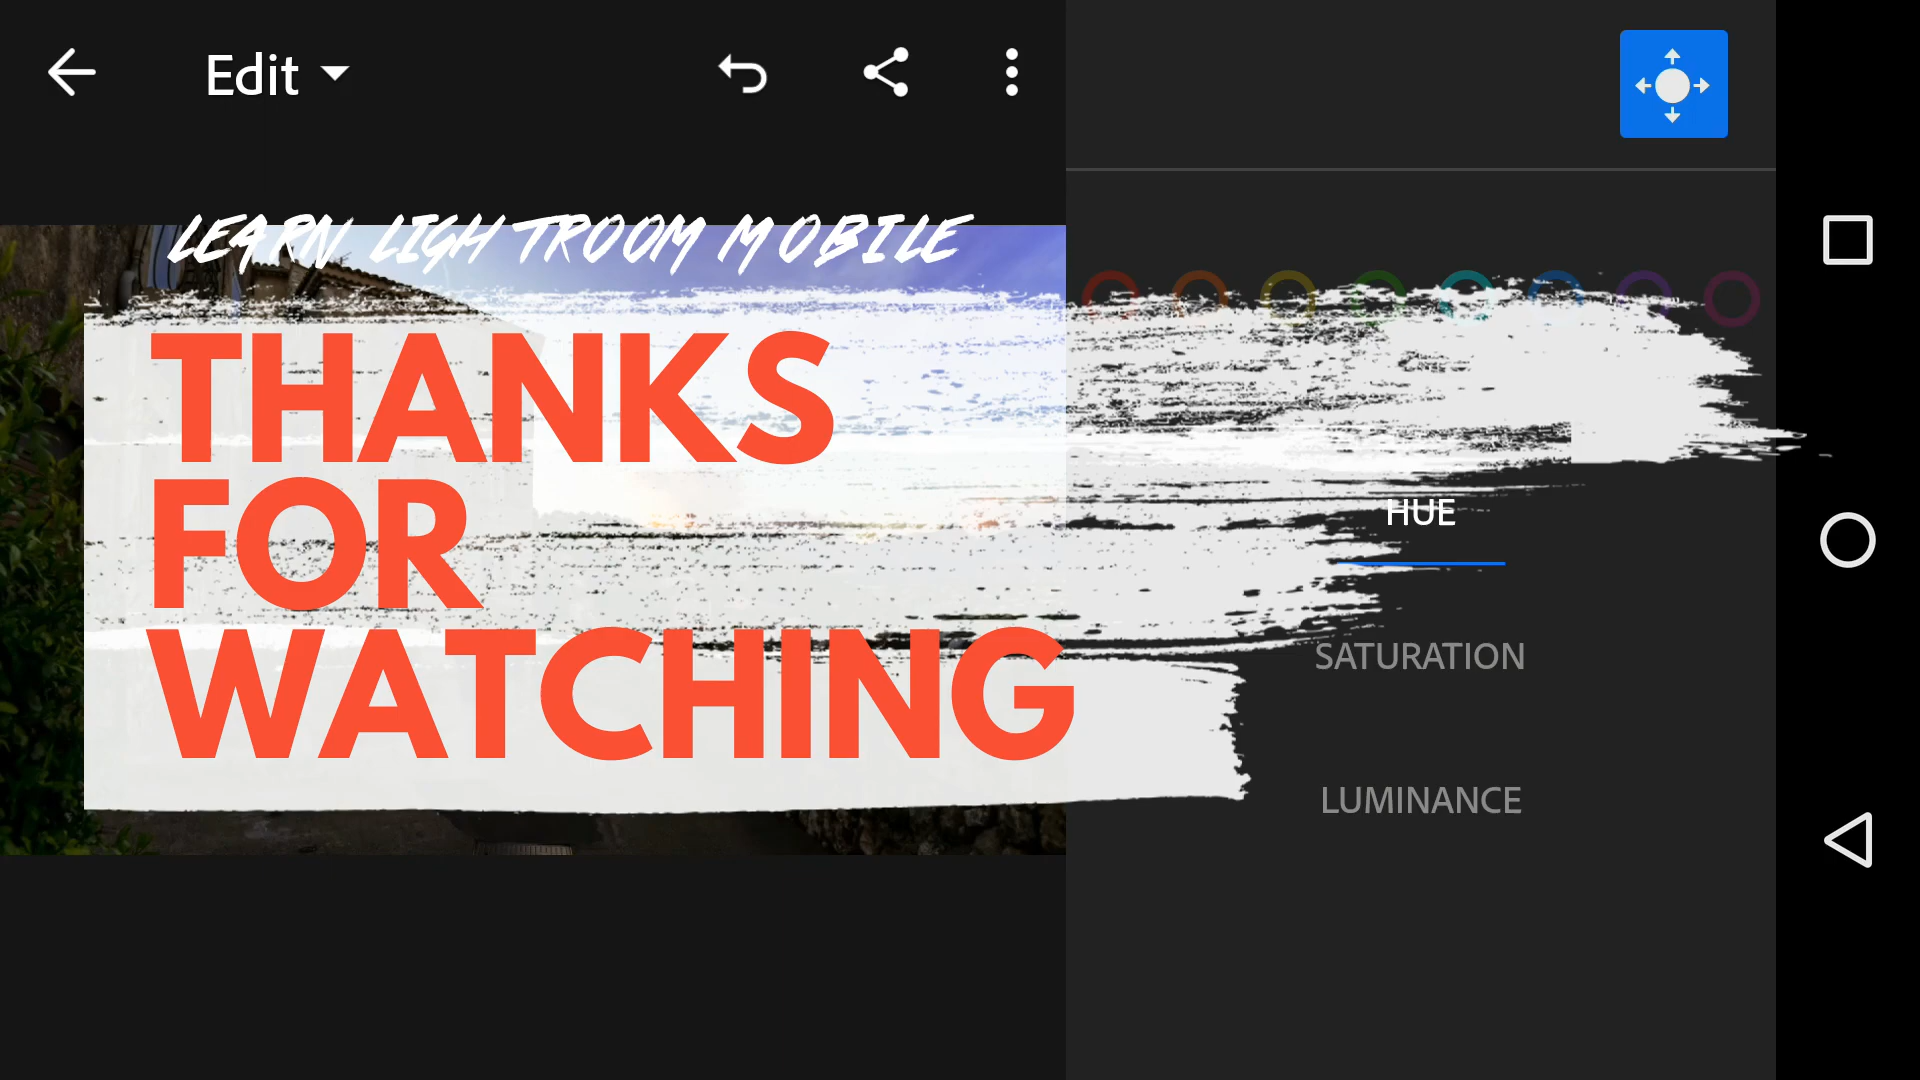 Edit
LEARN LIGHTROOM MOBILE
THANKS
FOR
WATCHING
HUE
SATURATION
LUMINANCE